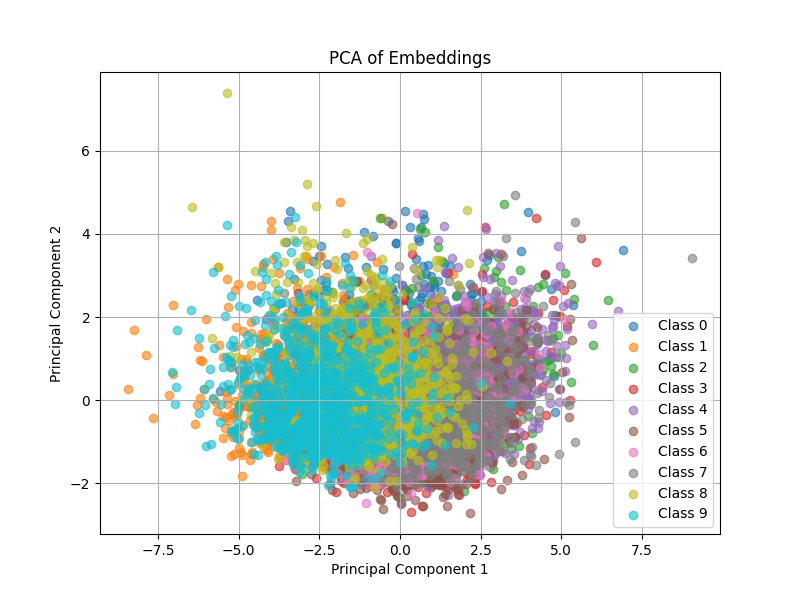 PCA of Embeddings
Principal Component 2
6
4
2
0
−2
−7.5 −5.0 −2.5 0.0 2.5 5.0 7.5
Principal Component 1
Class 0
Class 1
Class 2
Class 3
Class 4
Class 5
Class 6
Class 7
Class 8
Class 9